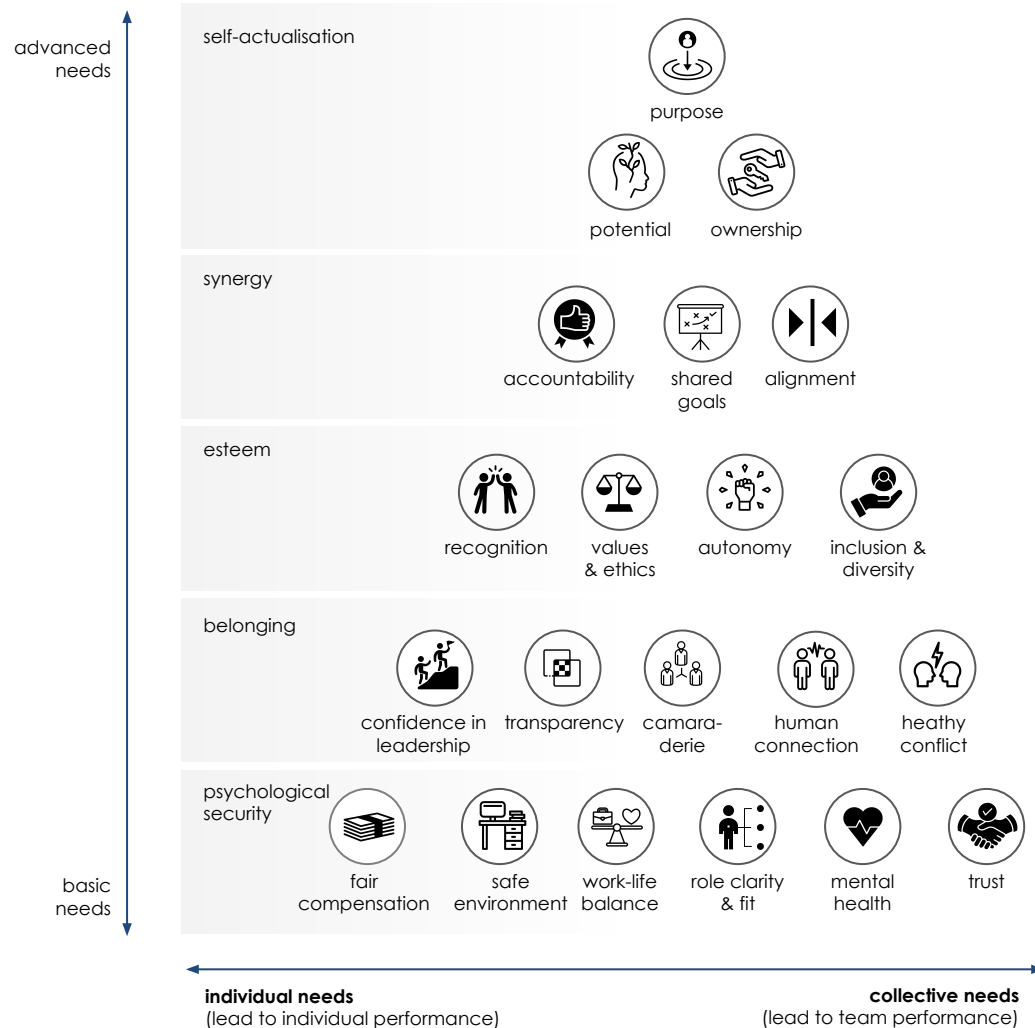 advanced
needs
self-actualisation
purpose
potential
ownership
synergy
accountability
shared
goals
alignment
esteem
recognition
values
& ethics
autonomy
inclusion &
diversity
belonging
confidence in
leadership
transparency
camara-
derie
human
connection
heathy
conflict
psychological
security
fair
compensation
safe
environment
work-life
balance
role clarity
& fit
mental
health
trust
basic
needs
individual needs
(lead to individual performance)
collective needs
(lead to team performance)